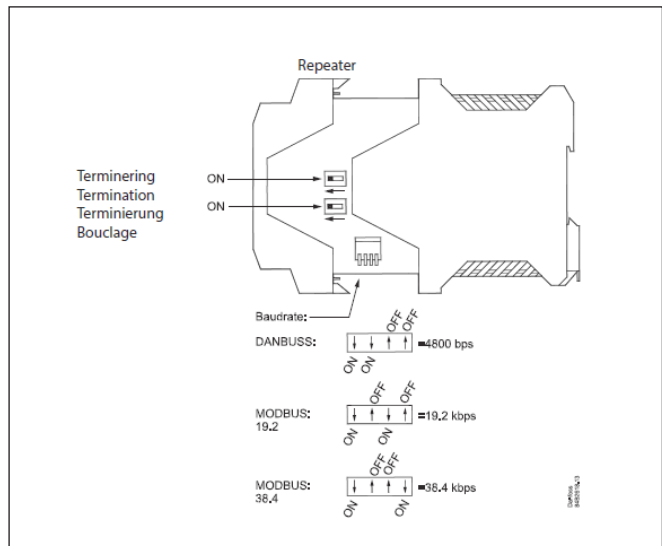 Repeater
Terminering ON
Termination
Terminierung ON
Bouclage
Baudrate:
OFF OFF
DANBUSS: =4800 bps
ON ON
OFF OFF
MODBUS: =19.2 kbps
19.2
ON ON
OFF OFF
MODBUS: =38.4 kbps
38.4
ON ON
Danfoss